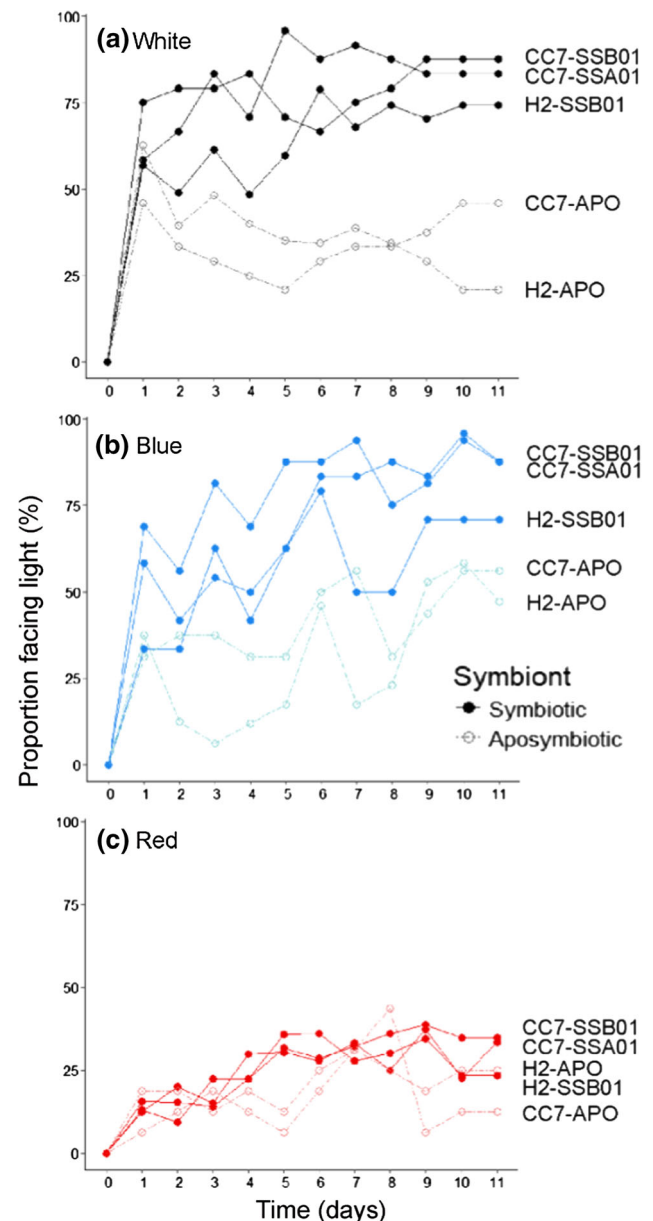 (a) White
100
75
50
25
0
0 1 2 3 4 5 6 7 8 9 10 11
CC7-SSB01
CC7-SSA01
H2-SSB01
CC7-APO
H2-APO
(b) Blue
100
75
50
25
0
0 1 2 3 4 5 6 7 8 9 10 11
CC7-SSB01
CC7-SSA01
H2-SSB01
CC7-APO
H2-APO
Symbiont
Symbiotic
Aposymbiotic
Proportion facing light (%)
(c) Red
100
75
50
25
0
0 1 2 3 4 5 6 7 8 9 10 11
CC7-SSB01
CC7-SSA01
H2-APO
H2-SSB01
CC7-APO
Time (days)